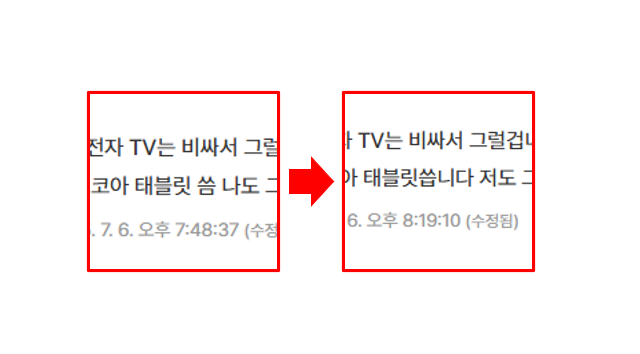 전자 TV는 비싸서 그럴
코아 태블릿 씀 나도 그
. 7. 6. 오후 7:48:37 (수정
TV는 비싸서 그럴겁니
태블릿씁니다 저도 그
6. 오후 8:19:10 (수정됨)